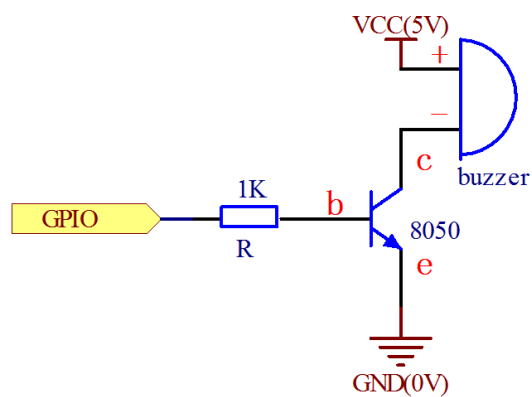 VCC(5V)
+
−
c
buzzer
1K
b
GPIO
8050
R
e
GND(0V)